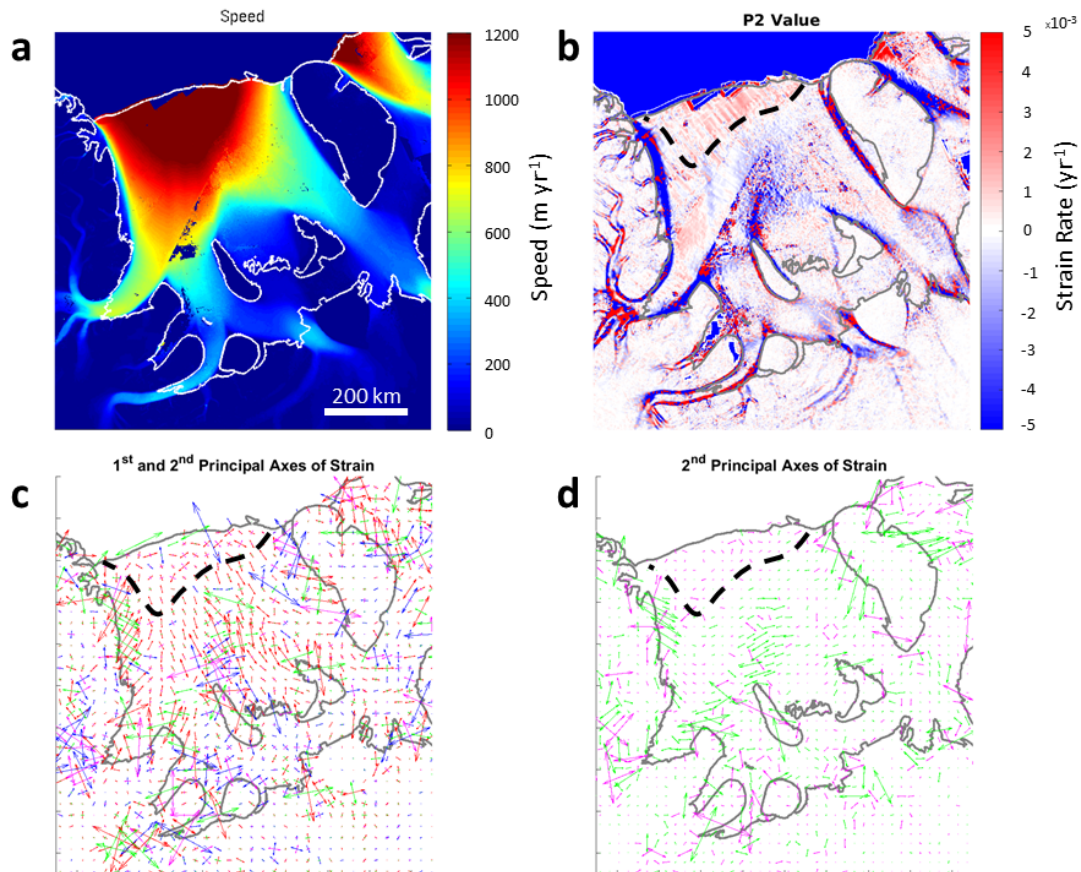 Speed
a
1200
1000
800
600
400
200
0
Speed (m yr⁻¹)
200 km
P2 Value
b
×10⁻³
5
4
3
2
1
0
-1
-2
-3
-4
-5
Strain Rate (yr⁻¹)
1ˢᵗ and 2ⁿᵈ Principal Axes of Strain
c
2ⁿᵈ Principal Axes of Strain
d